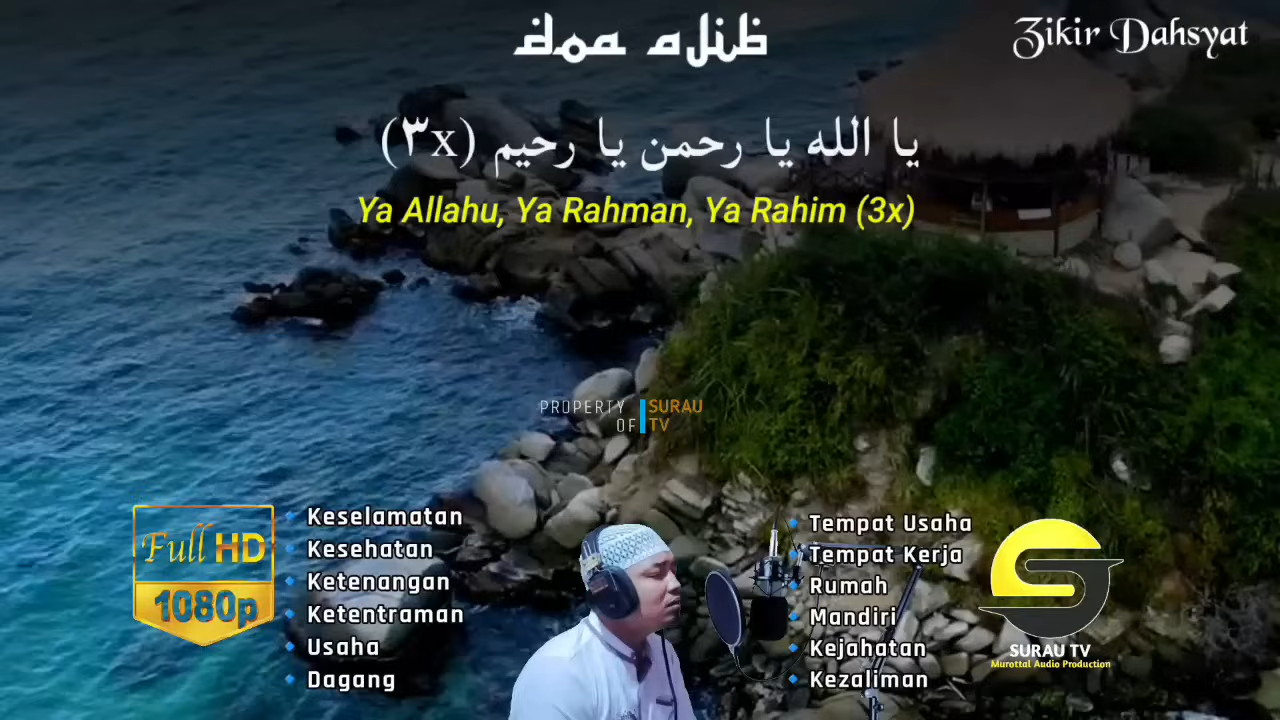 doa ajib
Zikir Dahsyat
يا الله يا رحمن يا رحيم (٣x)
Ya Allahu, Ya Rahman, Ya Rahim (3x)
PROPERTY OF
SURAU TV
Full HD
1080p
Keselamatan
Kesehatan
Ketenangan
Ketentraman
Usaha
Dagang
Tempat Usaha
Tempat Kerja
Rumah
Mandiri
Kejahatan
Kezaliman
SURAU TV
Murottal Audio Production